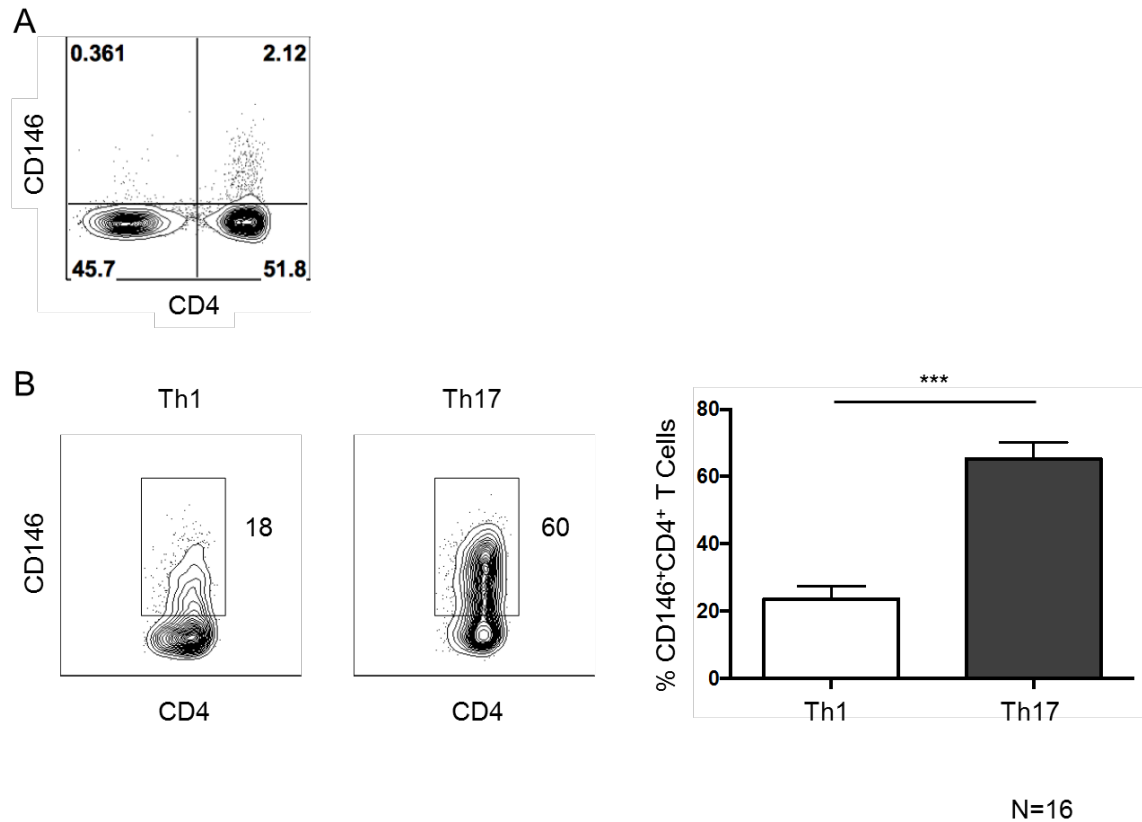 A
0.361 2.12
CD146
45.7 51.8
CD4
B
Th1 Th17
CD146
18
60
CD4 CD4
***
% CD146+CD4+ T Cells
80
60
40
20
0
Th1 Th17
N=16